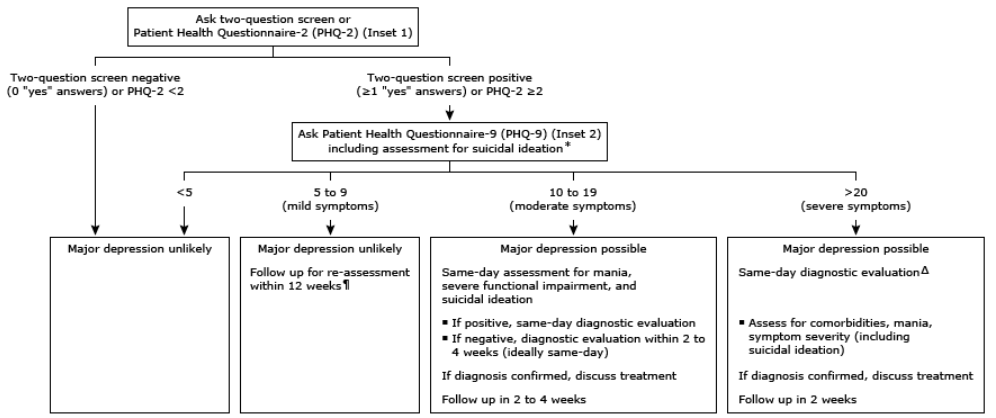 Ask two-question screen or
Patient Health Questionnaire-2 (PHQ-2) (Inset 1)
Two-question screen negative
(0 "yes" answers) or PHQ-2 <2
Two-question screen positive
(≥1 "yes" answers) or PHQ-2 ≥2
Ask Patient Health Questionnaire-9 (PHQ-9) (Inset 2)
including assessment for suicidal ideation*
<5
5 to 9
(mild symptoms)
10 to 19
(moderate symptoms)
>20
(severe symptoms)
Major depression unlikely
Major depression unlikely
Follow up for re-assessment
within 12 weeks¶
Major depression possible
Same-day assessment for mania,
severe functional impairment, and
suicidal ideation
▪ If positive, same-day diagnostic evaluation
▪ If negative, diagnostic evaluation within 2 to
4 weeks (ideally same-day)
If diagnosis confirmed, discuss treatment
Follow up in 2 to 4 weeks
Major depression possible
Same-day diagnostic evaluationΔ
▪ Assess for comorbidities, mania,
symptom severity (including
suicidal ideation)
If diagnosis confirmed, discuss treatment
Follow up in 2 weeks